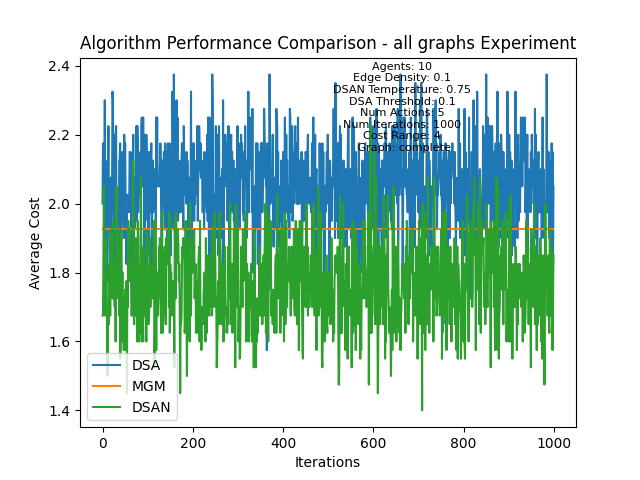 Algorithm Performance Comparison - all graphs Experiment
Agents: 10
Edge Density: 0.1
DSAN Temperature: 0.75
DSA Threshold: 0.1
Num Actions: 5
Num Iterations: 1000
Cost Range: 4
Graph: complete
2.4
2.2
2.0
1.8
1.6
1.4
Average Cost
DSA
MGM
DSAN
0
200
400
600
800
1000
Iterations